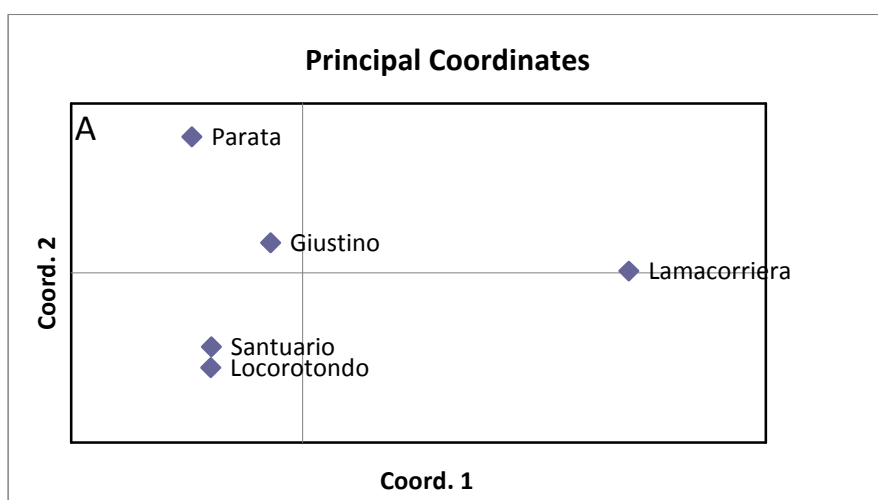 Principal Coordinates
A
Parata
Giustino
Lamacorriera
Santuario
Locorotondo
Coord. 2
Coord. 1